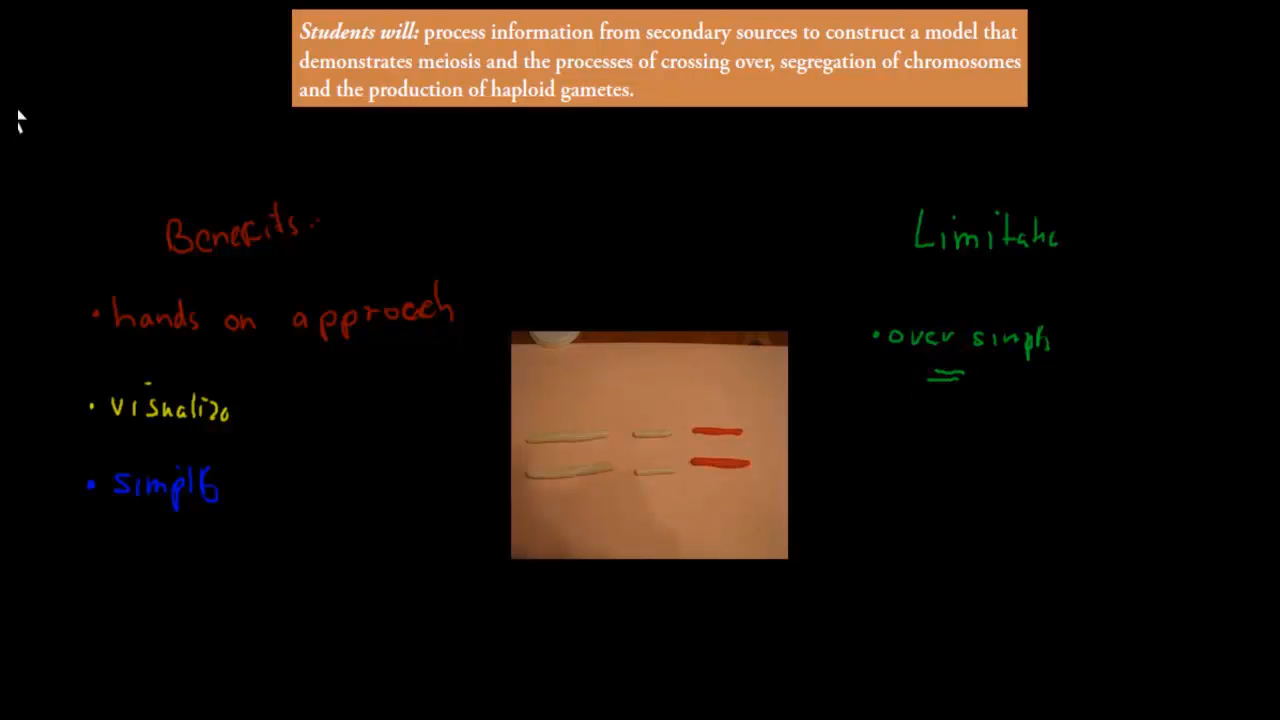 Students will: process information from secondary sources to construct a model that
demonstrates meiosis and the processes of crossing over, segregation of chromosomes
and the production of haploid gametes.
Benefits:
• hands on approach
• visualize
• simplify
Limitatio
• over simpli